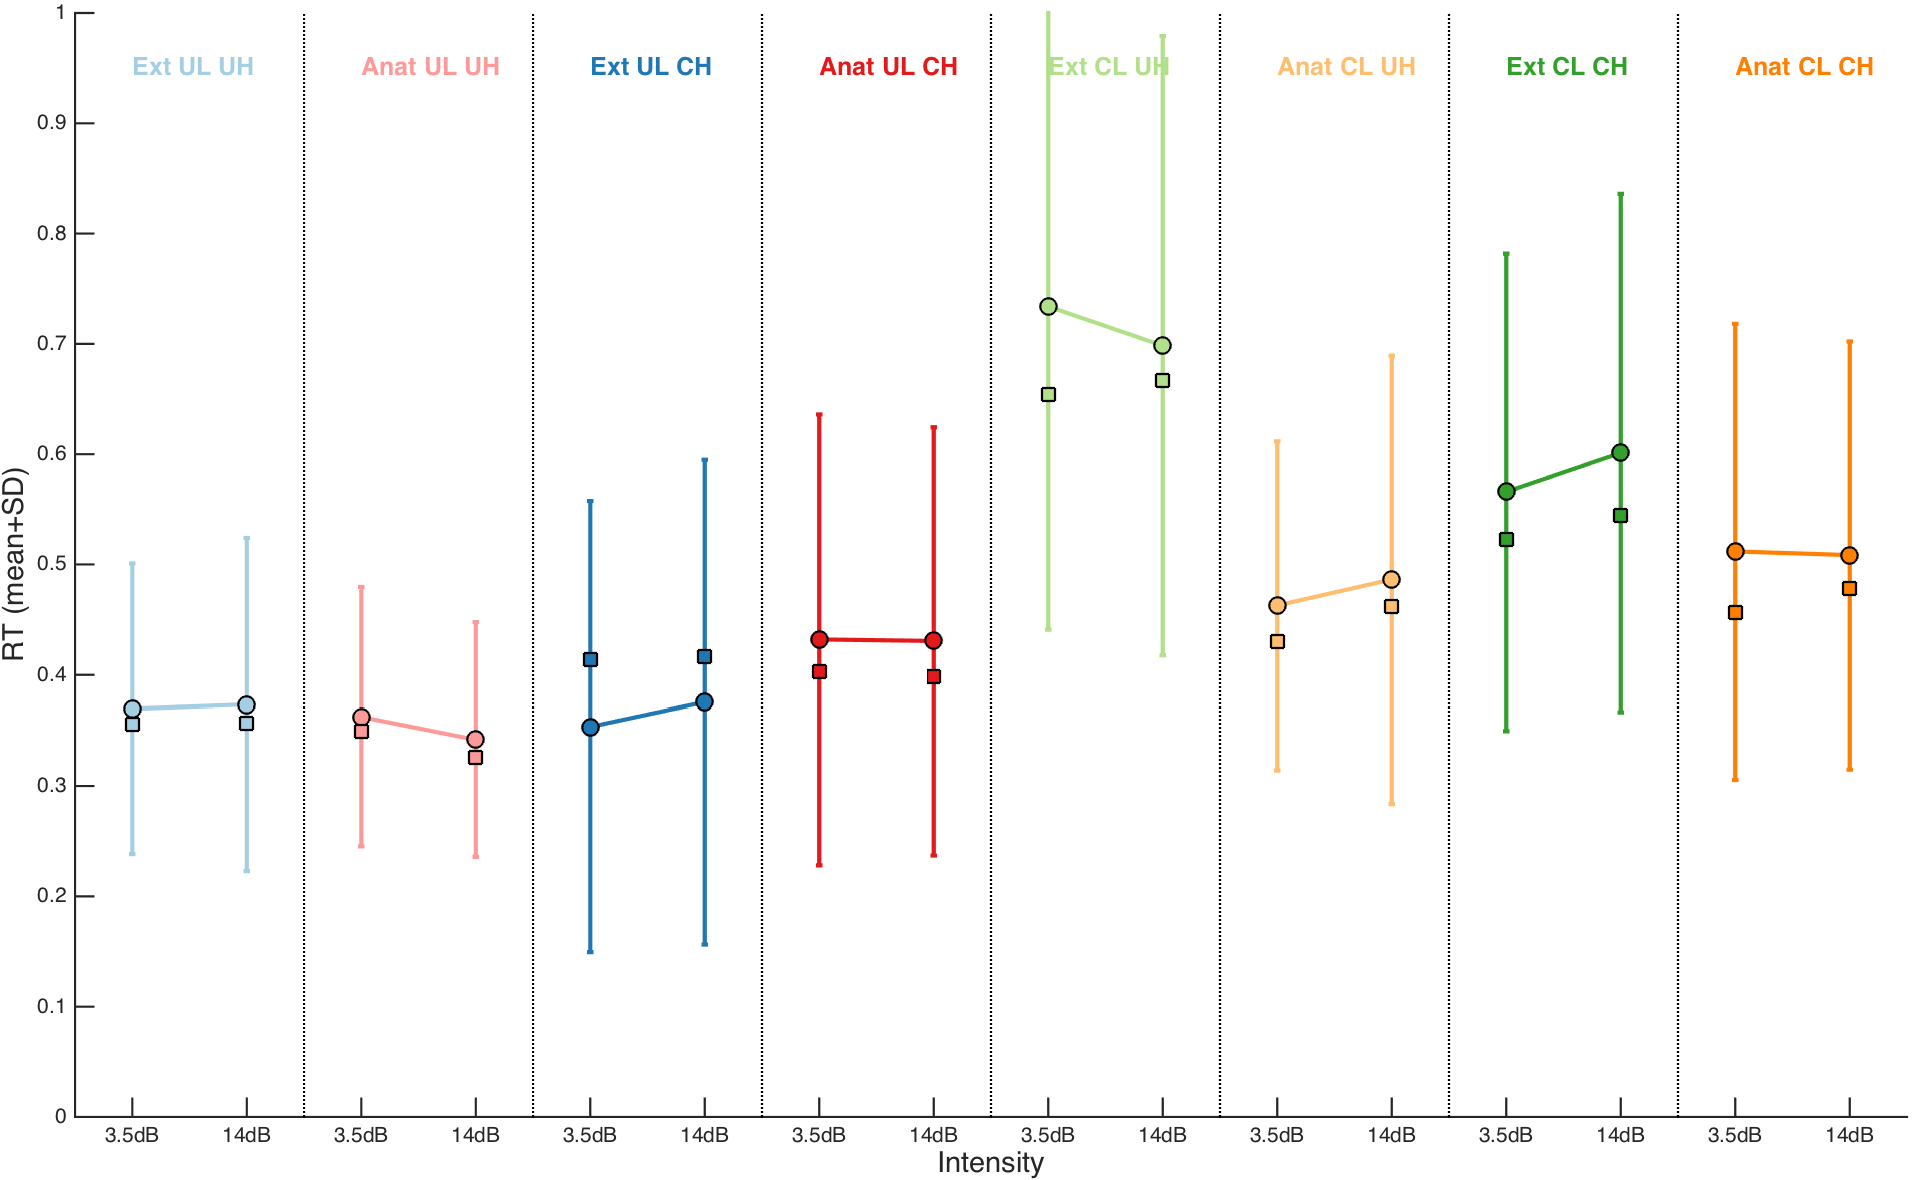 1
Ext UL UH Anat UL UH Ext UL CH Anat UL CH Ext CL UH Anat CL UH Ext CL CH Anat CL CH
0.9
0.8
0.7
0.6
RT (mean+SD)
0.5
0.4
0.3
0.2
0.1
0
3.5dB 14dB 3.5dB 14dB 3.5dB 14dB 3.5dB 14dB 3.5dB 14dB 3.5dB 14dB 3.5dB 14dB 3.5dB 14dB
Intensity